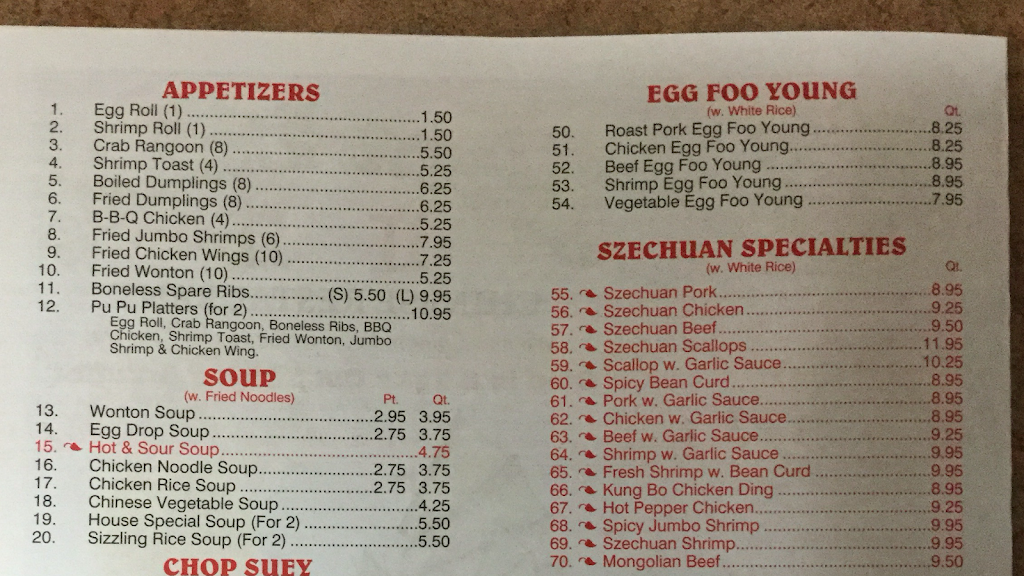 APPETIZERS
1. Egg Roll (1) 1.50
2. Shrimp Roll (1) 1.50
3. Crab Rangoon (8) 5.50
4. Shrimp Toast (4) 5.25
5. Boiled Dumplings (8) 6.25
6. Fried Dumplings (8) 6.25
7. B-B-Q Chicken (4) 5.25
8. Fried Jumbo Shrimps (6) 7.95
9. Fried Chicken Wings (10) 7.25
10. Fried Wonton (10) 5.25
11. Boneless Spare Ribs (S) 5.50 (L) 9.95
12. Pu Pu Platters (for 2) 10.95
Egg Roll, Crab Rangoon, Boneless Ribs, BBQ
Chicken, Shrimp Toast, Fried Wonton, Jumbo
Shrimp & Chicken Wing.
SOUP
(w. Fried Noodles) Pt. Qt.
13. Wonton Soup 2.95 3.95
14. Egg Drop Soup 2.75 3.75
15. Hot & Sour Soup 4.75
16. Chicken Noodle Soup 2.75 3.75
17. Chicken Rice Soup 2.75 3.75
18. Chinese Vegetable Soup 4.25
19. House Special Soup (For 2) 5.50
20. Sizzling Rice Soup (For 2) 5.50
CHOP SUEY
EGG FOO YOUNG
(w. White Rice) Qt.
50. Roast Pork Egg Foo Young 8.25
51. Chicken Egg Foo Young 8.25
52. Beef Egg Foo Young 8.95
53. Shrimp Egg Foo Young 8.95
54. Vegetable Egg Foo Young 7.95
SZECHUAN SPECIALTIES
(w. White Rice) Qt.
55. Szechuan Pork 8.95
56. Szechuan Chicken 9.25
57. Szechuan Beef 9.50
58. Szechuan Scallops 11.95
59. Scallop w. Garlic Sauce 10.25
60. Spicy Bean Curd 8.95
61. Pork w. Garlic Sauce 8.95
62. Chicken w. Garlic Sauce 8.95
63. Beef w. Garlic Sauce 9.25
64. Shrimp w. Garlic Sauce 9.95
65. Fresh Shrimp w. Bean Curd 9.95
66. Kung Bo Chicken Ding 8.95
67. Hot Pepper Chicken 9.25
68. Spicy Jumbo Shrimp 9.95
69. Szechuan Shrimp 9.95
70. Mongolian Beef 9.50